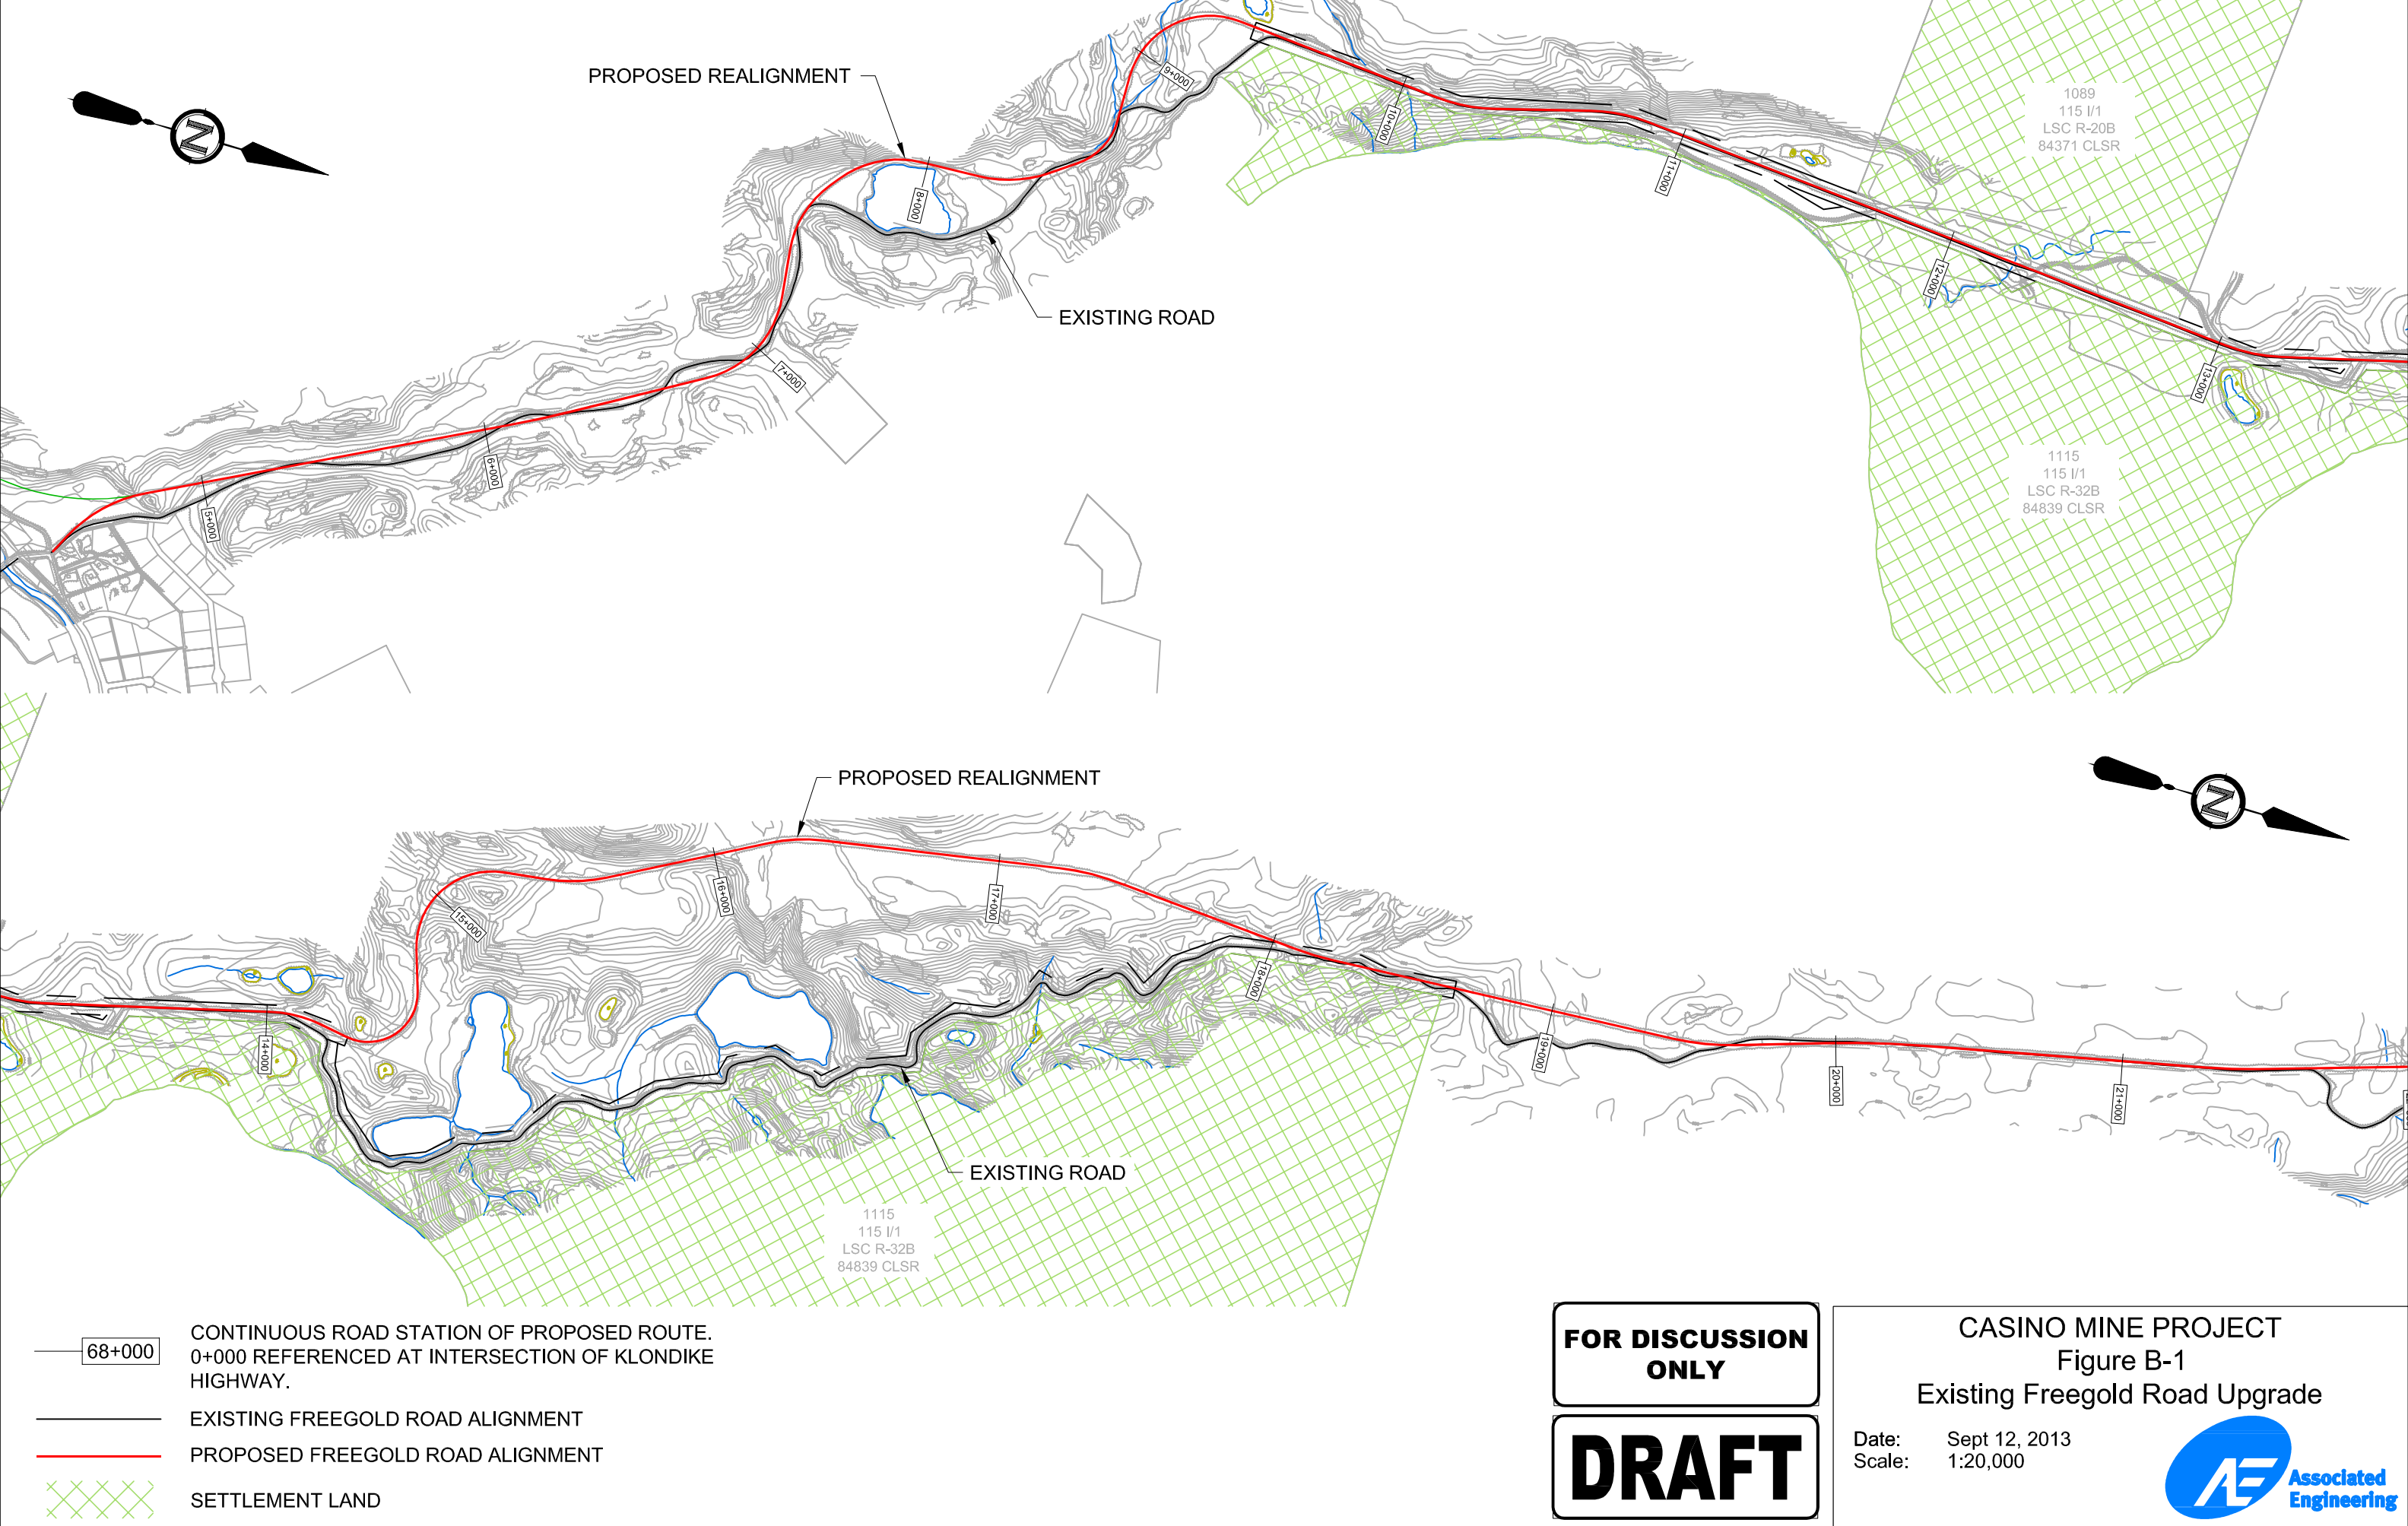 PROPOSED REALIGNMENT
N
9+000
10+000
1089
115 I/1
LSC R-20B
84371 CLSR
11+000
8+000
EXISTING ROAD
12+000
7+000
13+000
6+000
5+000
1115
115 I/1
LSC R-32B
84839 CLSR
PROPOSED REALIGNMENT
N
16+000
17+000
15+000
18+000
14+000
19+000
20+000
21+000
EXISTING ROAD
1115
115 I/1
LSC R-32B
84839 CLSR
68+000
CONTINUOUS ROAD STATION OF PROPOSED ROUTE.
0+000 REFERENCED AT INTERSECTION OF KLONDIKE
HIGHWAY.
EXISTING FREEGOLD ROAD ALIGNMENT
PROPOSED FREEGOLD ROAD ALIGNMENT
SETTLEMENT LAND
FOR DISCUSSION
ONLY
DRAFT
CASINO MINE PROJECT
Figure B-1
Existing Freegold Road Upgrade
Date: Sept 12, 2013
Scale: 1:20,000
AE
Associated
Engineering